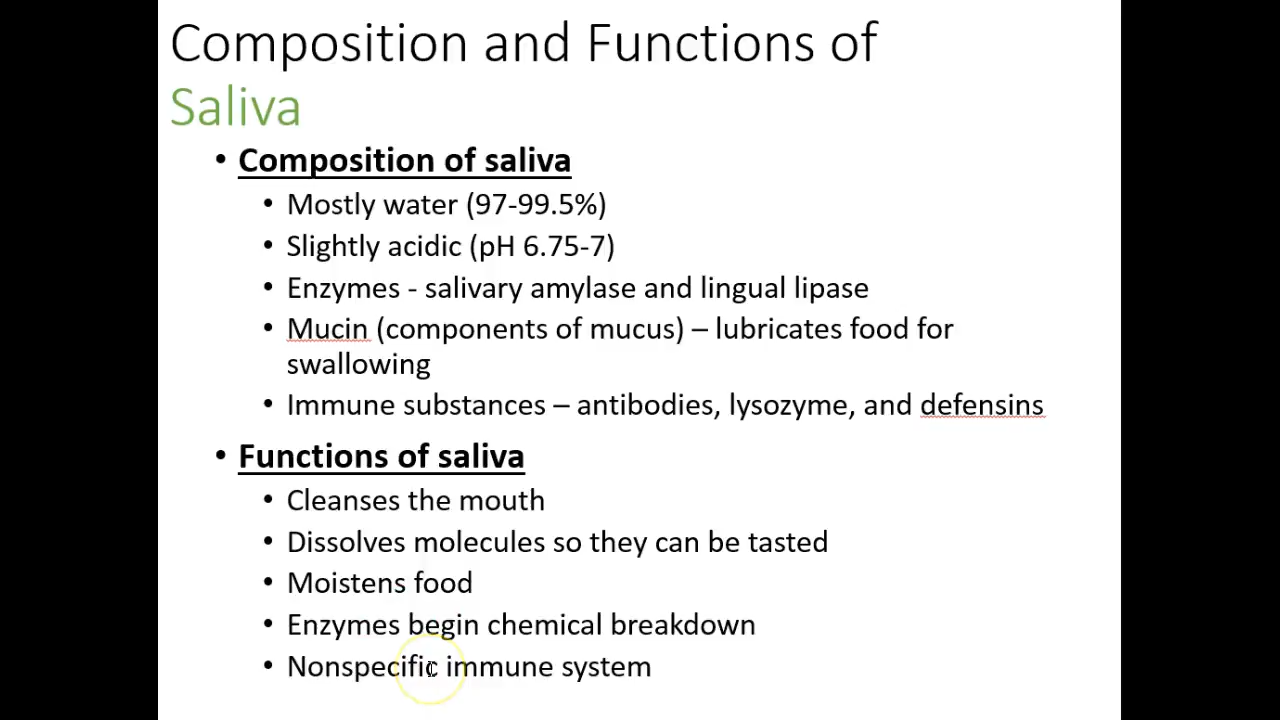 Composition and Functions of
Saliva
• Composition of saliva
• Mostly water (97-99.5%)
• Slightly acidic (pH 6.75-7)
• Enzymes - salivary amylase and lingual lipase
• Mucin (components of mucus) – lubricates food for
swallowing
• Immune substances – antibodies, lysozyme, and defensins
• Functions of saliva
• Cleanses the mouth
• Dissolves molecules so they can be tasted
• Moistens food
• Enzymes begin chemical breakdown
• Nonspecific immune system